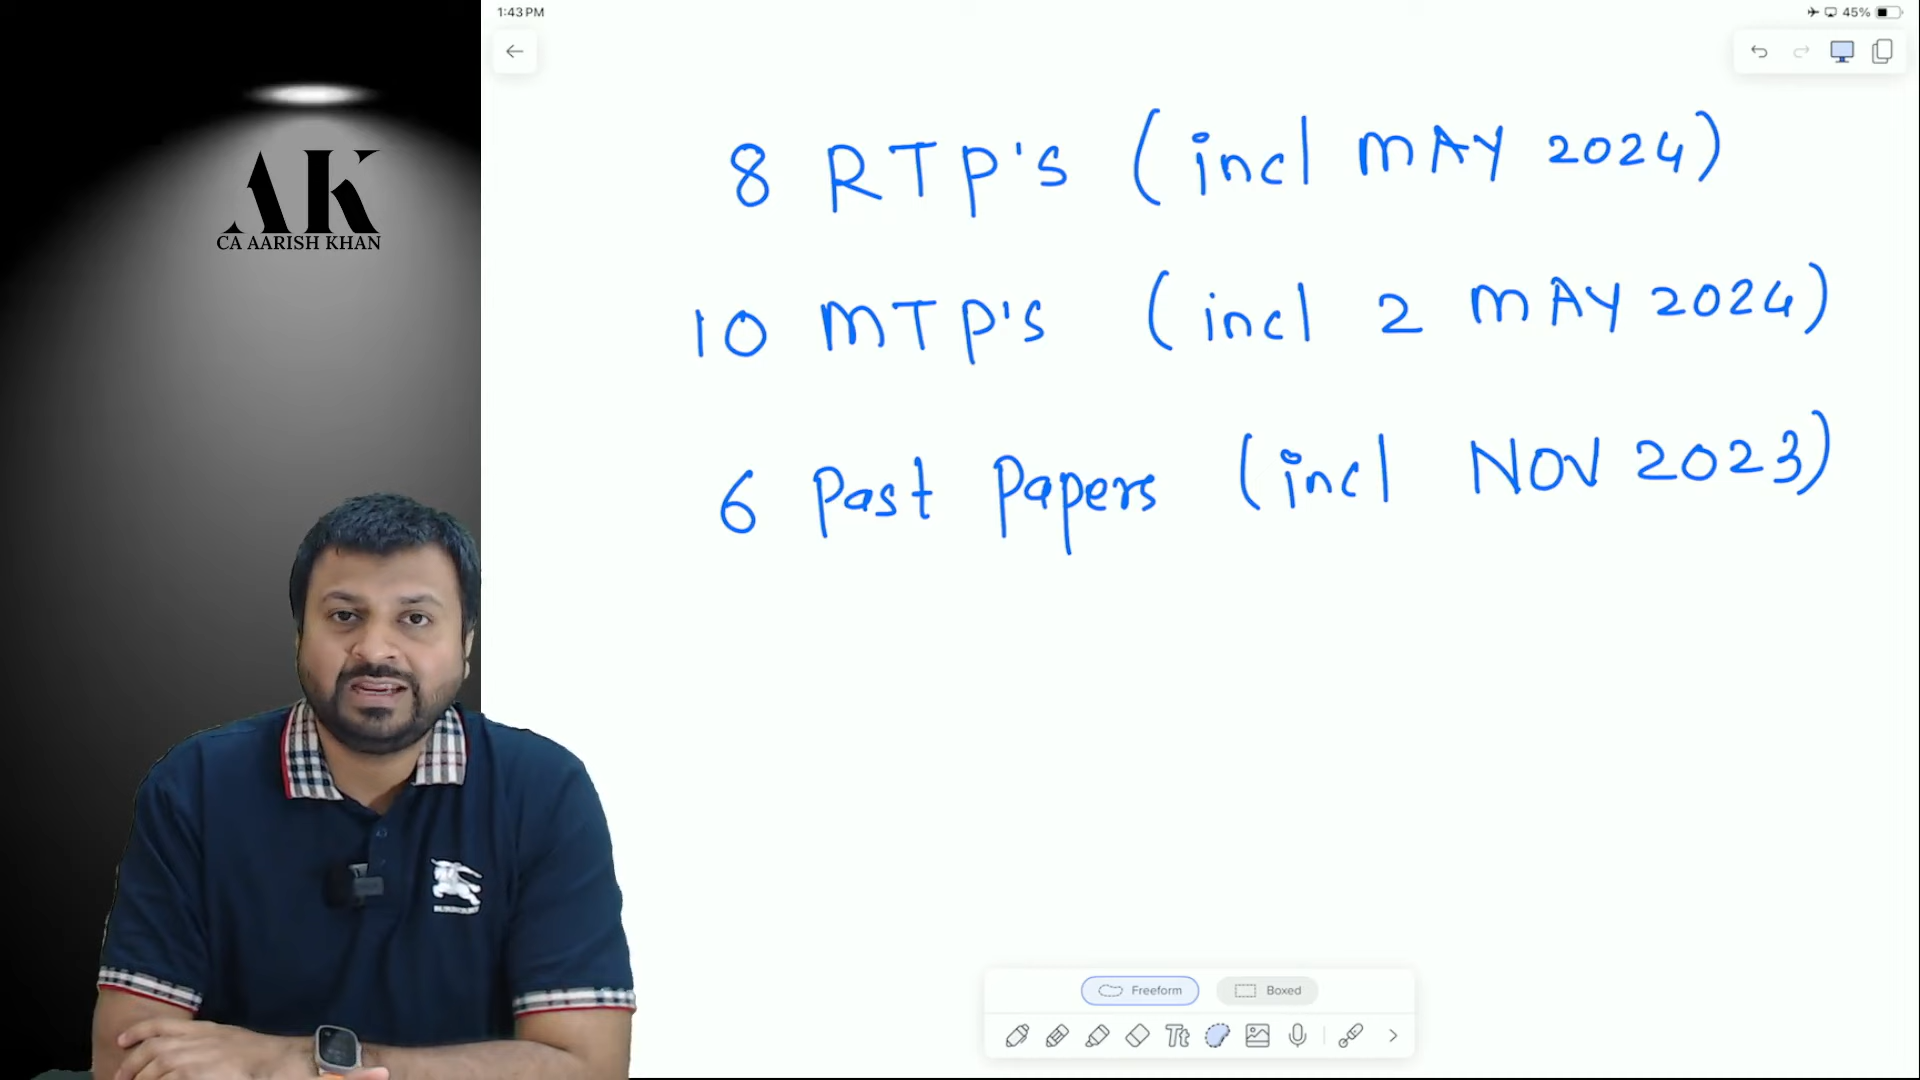 1:43 PM
45%
AK
CA AARISH KHAN
8 RTP's (incl MAY 2024)
10 MTP's (incl 2 MAY 2024)
6 Past Papers (incl NOV 2023)
Freeform
Boxed
Tt